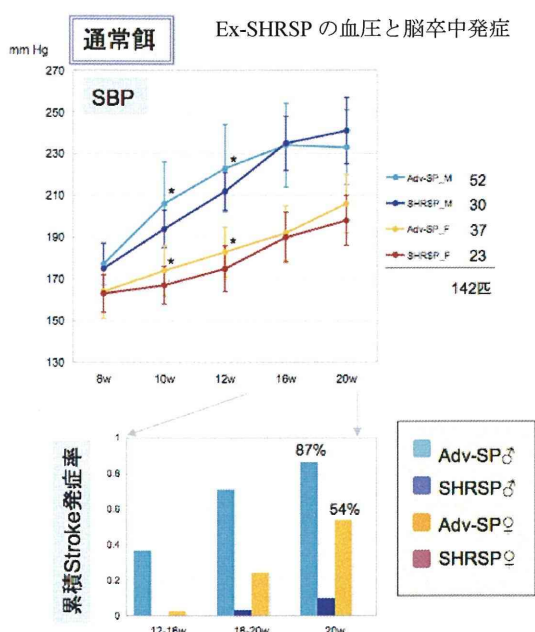 Ex-SHRSP の血圧と脳卒中発症
通常餌
mm Hg
SBP
270
250
230
210
190
170
150
130
* *
* *
8w 10w 12w 16w 20w
Adv-SP_M 52
SHRSP_M 30
Adv-SP_F 37
SHRSP_F 23
142匹
累積Stroke発症率
1
0.8
0.6
0.4
0.2
0
87%
54%
12-16w 16-20w 20w
Adv-SP♂
SHRSP♂
Adv-SP♀
SHRSP♀